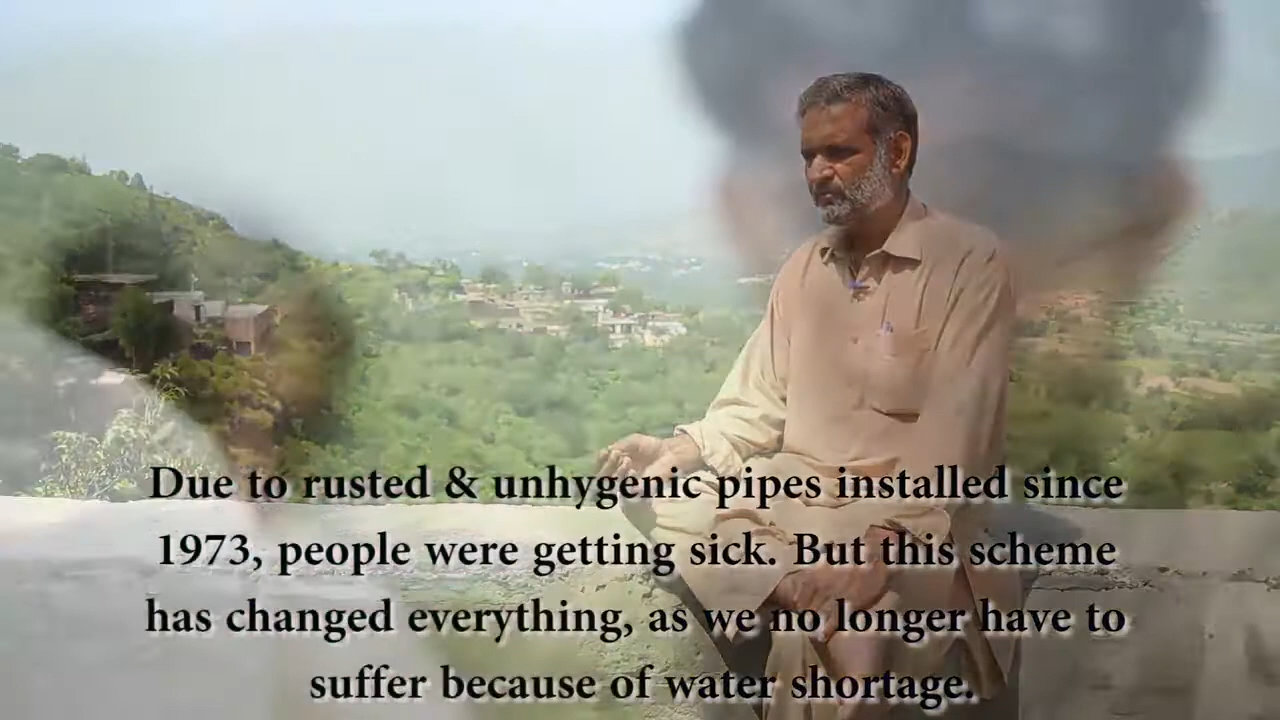 Due to rusted & unhygenic pipes installed since
1973, people were getting sick. But this scheme
has changed everything, as we no longer have to
suffer because of water shortage.